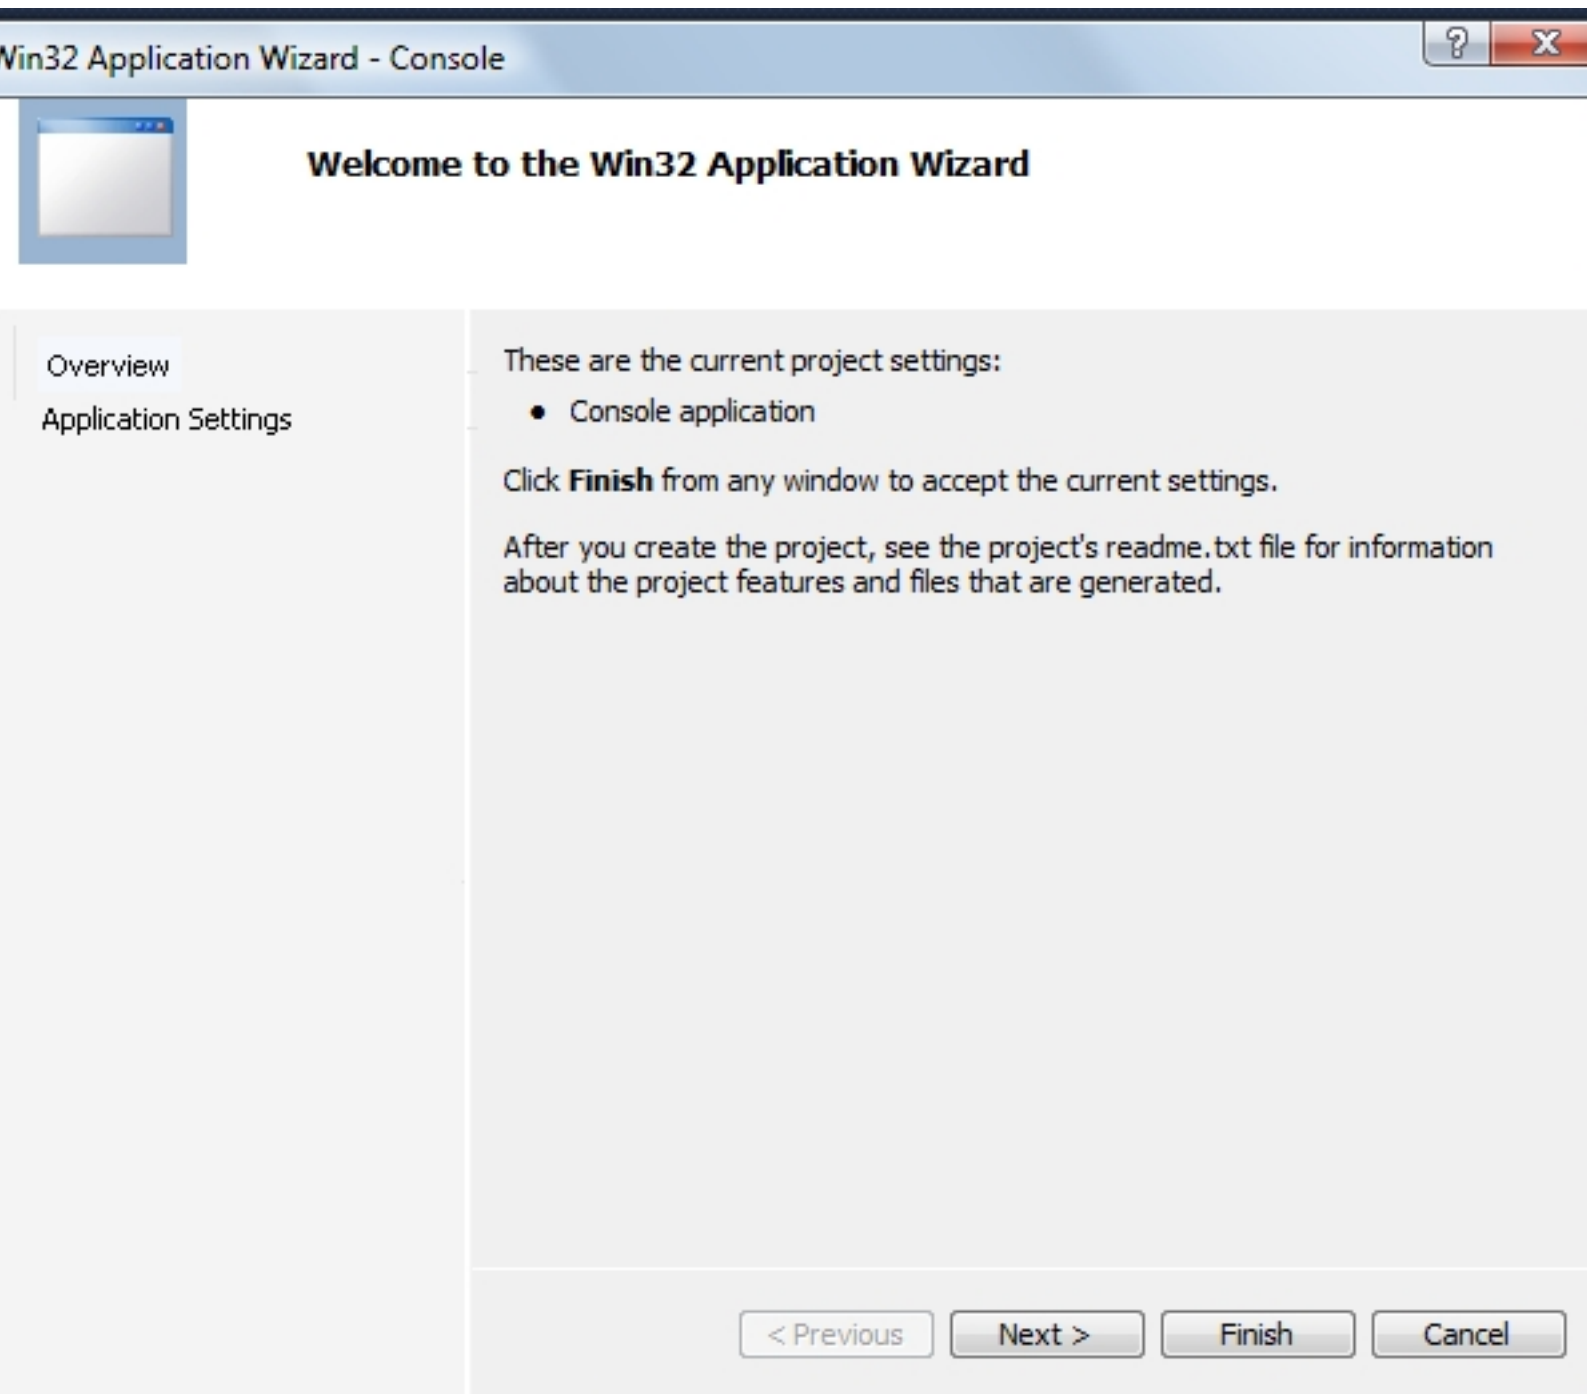 Win32 Application Wizard - Console
Welcome to the Win32 Application Wizard
Overview
Application Settings
These are the current project settings:
• Console application
Click Finish from any window to accept the current settings.
After you create the project, see the project's readme.txt file for information
about the project features and files that are generated.
< Previous
Next >
Finish
Cancel